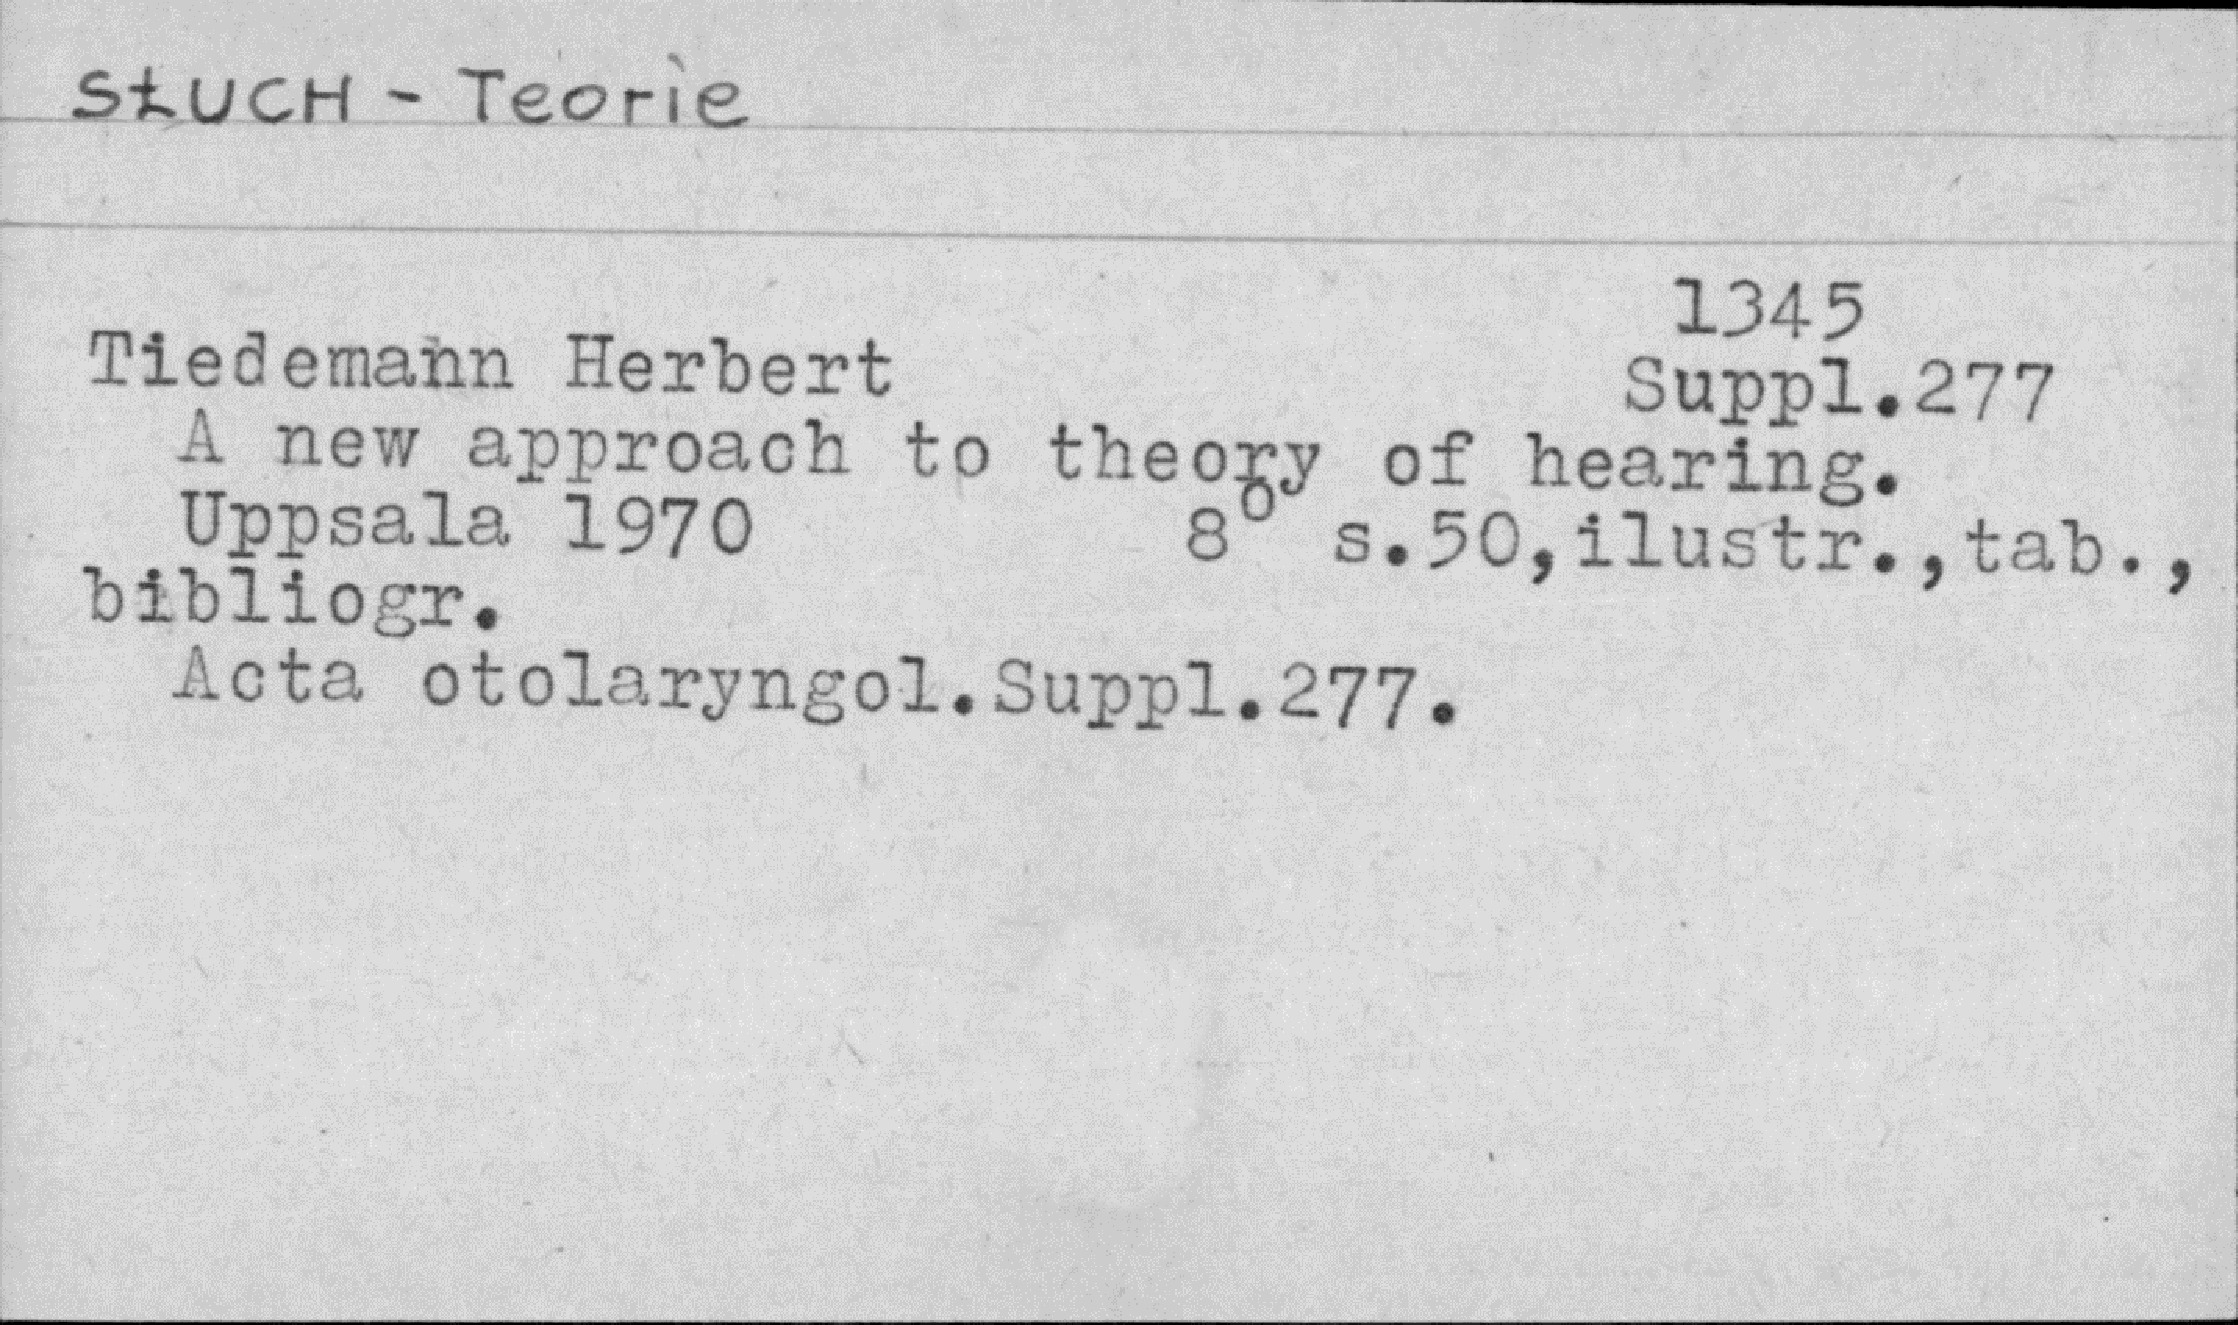 SŁUCH - Teorie
1345
Tiedemann Herbert
Suppl.277
A new approach to theory of hearing.
Uppsala 1970 8° s.50,ilustr.,tab.,
bibliogr.
Acta otolaryngol.Suppl.277.